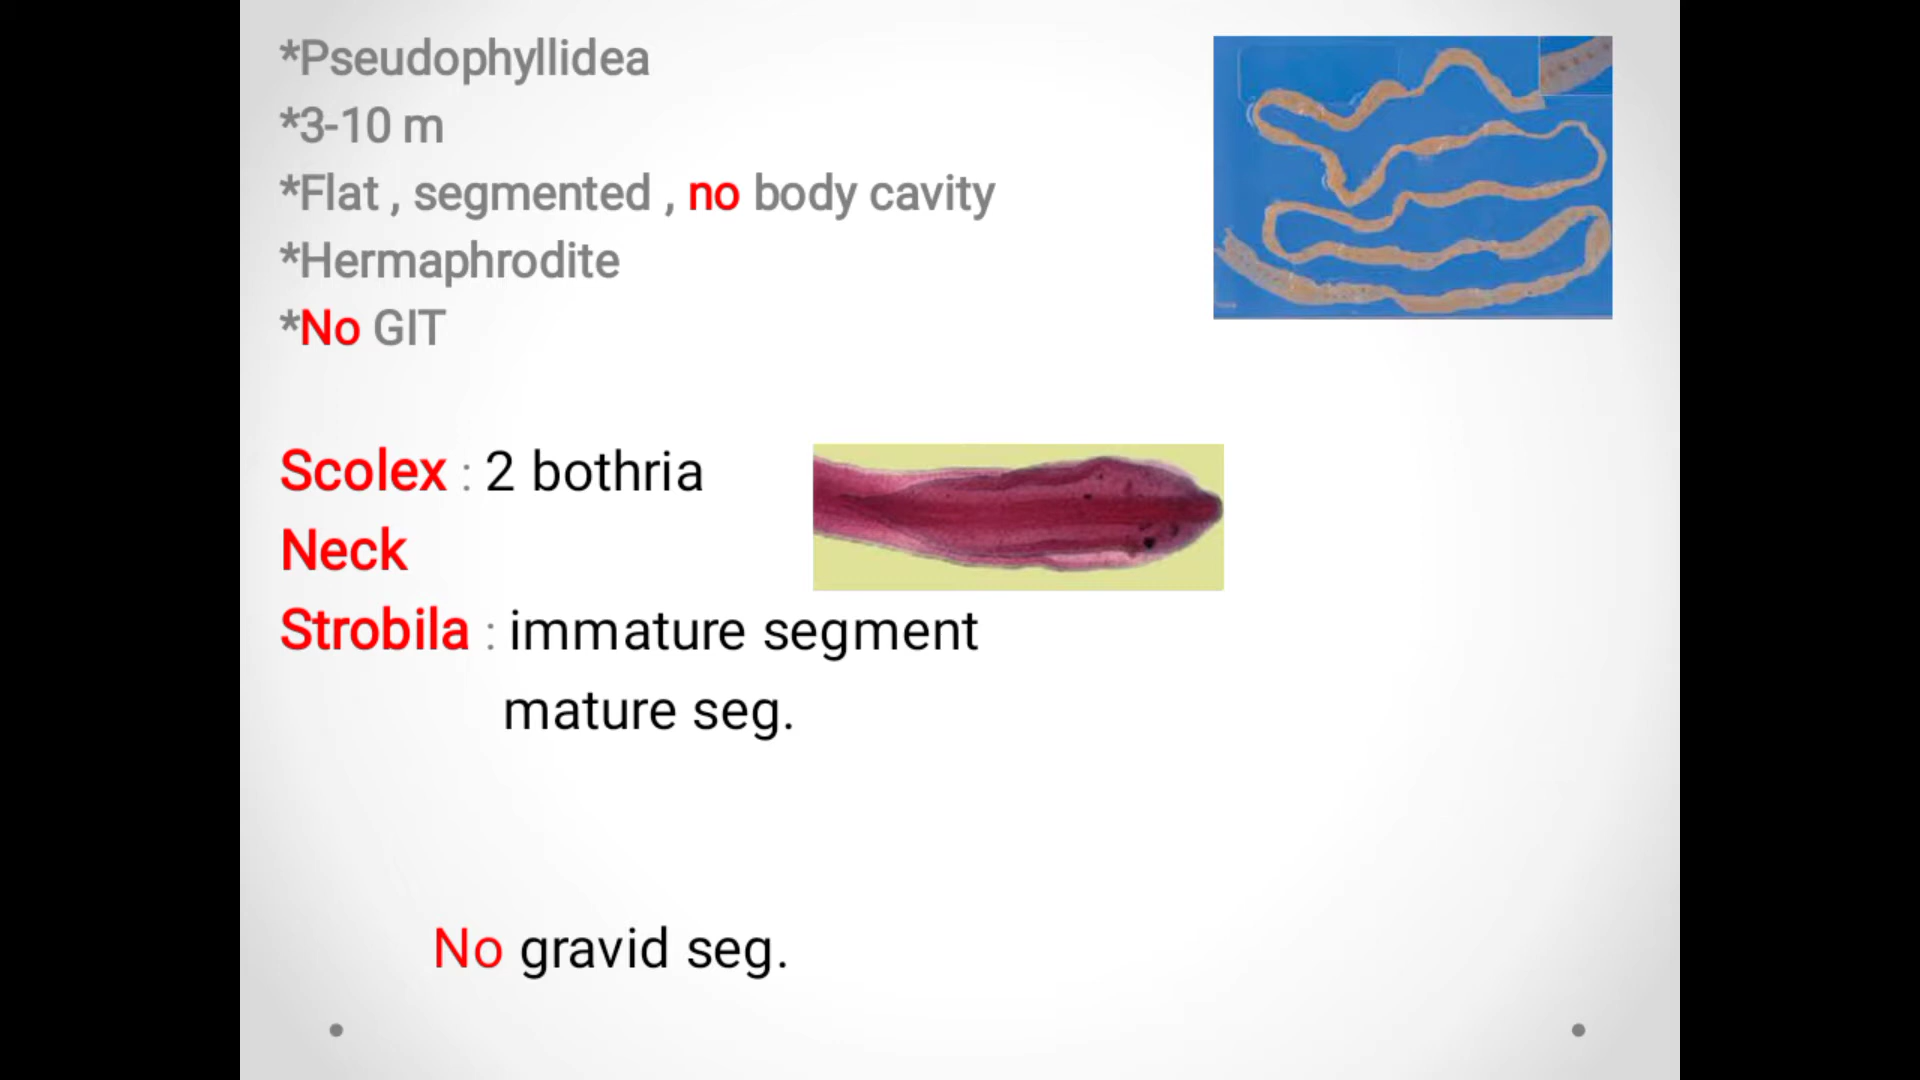 *Pseudophyllidea
*3-10 m
*Flat , segmented , no body cavity
*Hermaphrodite
*No GIT
Scolex : 2 bothria
Neck
Strobila : immature segment
mature seg.
No gravid seg.